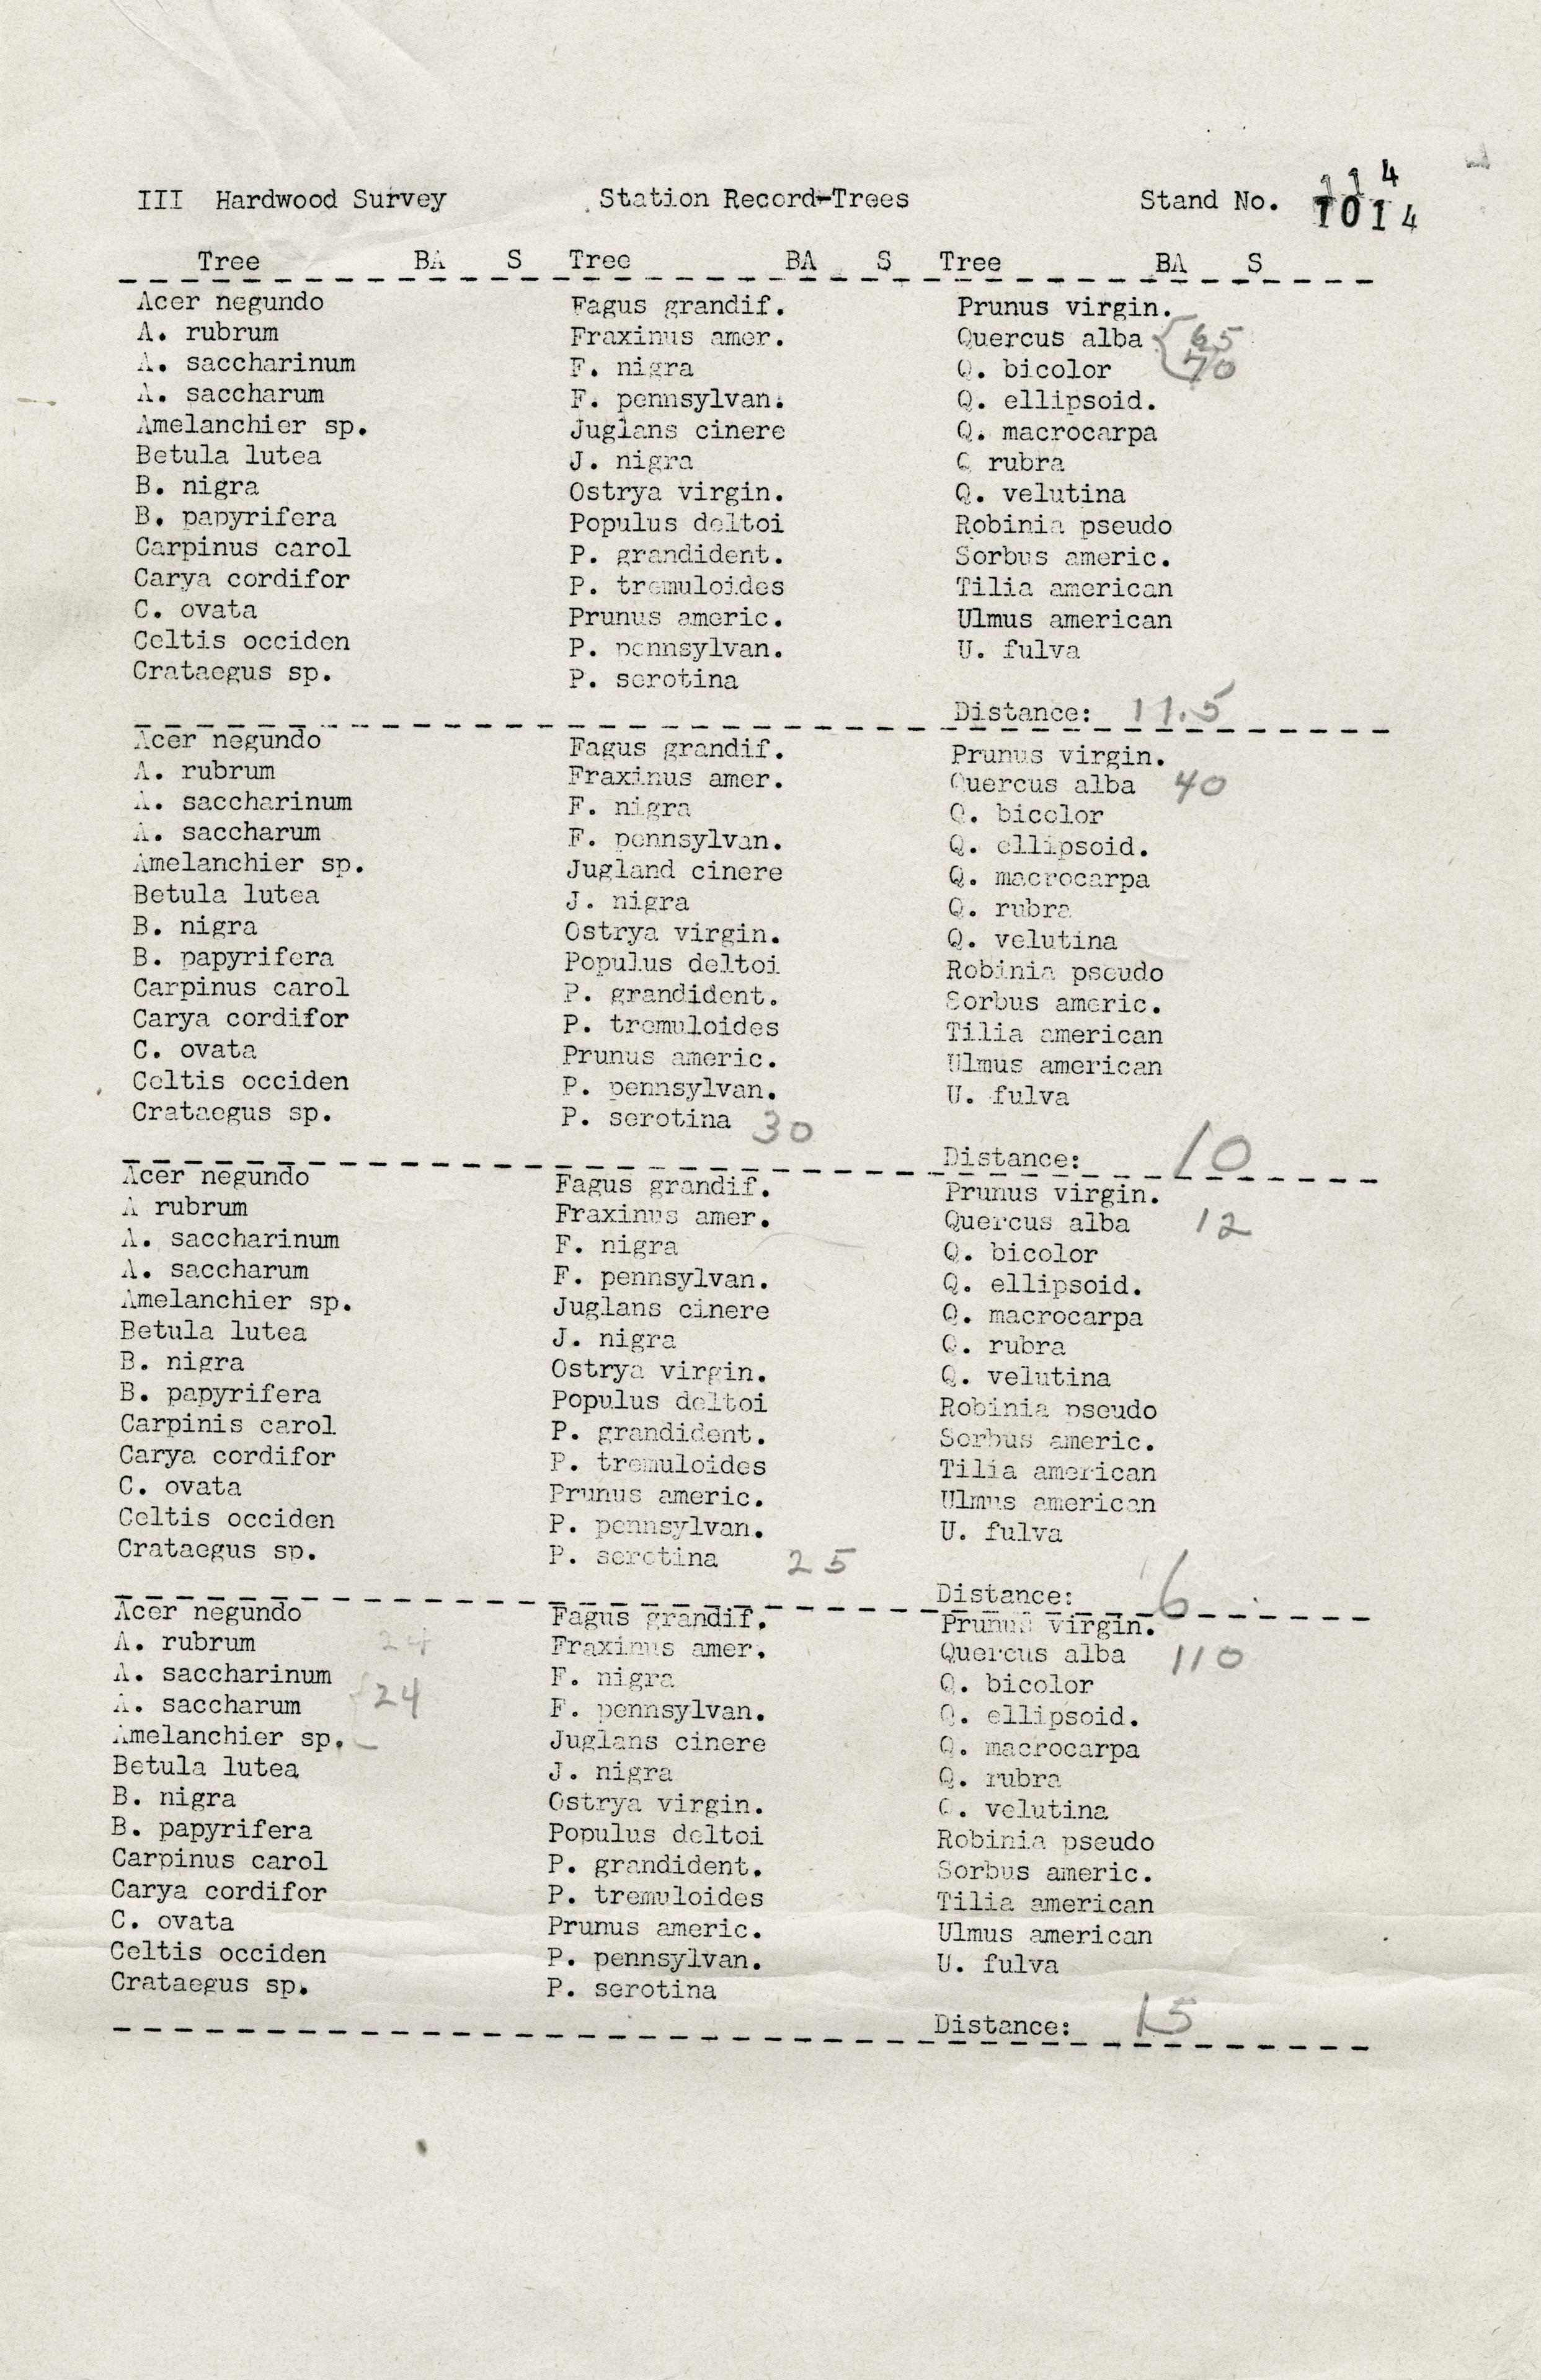 III Hardwood Survey Station Record-Trees Stand No. 1014
114
Tree BA S Tree BA S Tree BA S
Acer negundo Fagus grandif. Prunus virgin.
A. rubrum Fraxinus amer. Quercus alba { 65
A. saccharinum F. nigra Q. bicolor 70
A. saccharum F. pennsylvan. Q. ellipsoid.
Amelanchier sp. Juglans cinere Q. macrocarpa
Betula lutea J. nigra Q rubra
B. nigra Ostrya virgin. Q. velutina
B. papyrifera Populus deltoi Robinia pseudo
Carpinus carol P. grandident. Sorbus americ.
Carya cordifor P. tremuloides Tilia american
C. ovata Prunus americ. Ulmus american
Celtis occiden P. pennsylvan. U. fulva
Crataegus sp. P. serotina
Distance: 11.5
Acer negundo Fagus grandif. Prunus virgin.
A. rubrum Fraxinus amer. Quercus alba 40
A. saccharinum F. nigra Q. bicolor
A. saccharum F. pennsylvan. Q. ellipsoid.
Amelanchier sp. Jugland cinere Q. macrocarpa
Betula lutea J. nigra Q. rubra
B. nigra Ostrya virgin. Q. velutina
B. papyrifera Populus deltoi Robinia pseudo
Carpinus carol P. grandident. Sorbus americ.
Carya cordifor P. tremuloides Tilia american
C. ovata Prunus americ. Ulmus american
Celtis occiden P. pennsylvan. U. fulva
Crataegus sp. P. serotina 30
Distance: 10
Acer negundo Fagus grandif. Prunus virgin.
A rubrum Fraxinus amer. Quercus alba 12
A. saccharinum F. nigra Q. bicolor
A. saccharum F. pennsylvan. Q. ellipsoid.
Amelanchier sp. Juglans cinere Q. macrocarpa
Betula lutea J. nigra Q. rubra
B. nigra Ostrya virgin. Q. velutina
B. papyrifera Populus deltoi Robinia pseudo
Carpinis carol P. grandident. Sorbus americ.
Carya cordifor P. tremuloides Tilia american
C. ovata Prunus americ. Ulmus american
Celtis occiden P. pennsylvan. U. fulva
Crataegus sp. P. serotina 25
Distance: 6
Acer negundo Fagus grandif. Prunus virgin.
A. rubrum 24 Fraxinus amer. Quercus alba 110
A. saccharinum F. nigra Q. bicolor
A. saccharum 24 F. pennsylvan. Q. ellipsoid.
Amelanchier sp. Juglans cinere Q. macrocarpa
Betula lutea J. nigra Q. rubra
B. nigra Ostrya virgin. Q. velutina
B. papyrifera Populus deltoi Robinia pseudo
Carpinus carol P. grandident. Sorbus americ.
Carya cordifor P. tremuloides Tilia american
C. ovata Prunus americ. Ulmus american
Celtis occiden P. pennsylvan. U. fulva
Crataegus sp. P. serotina
Distance: 15